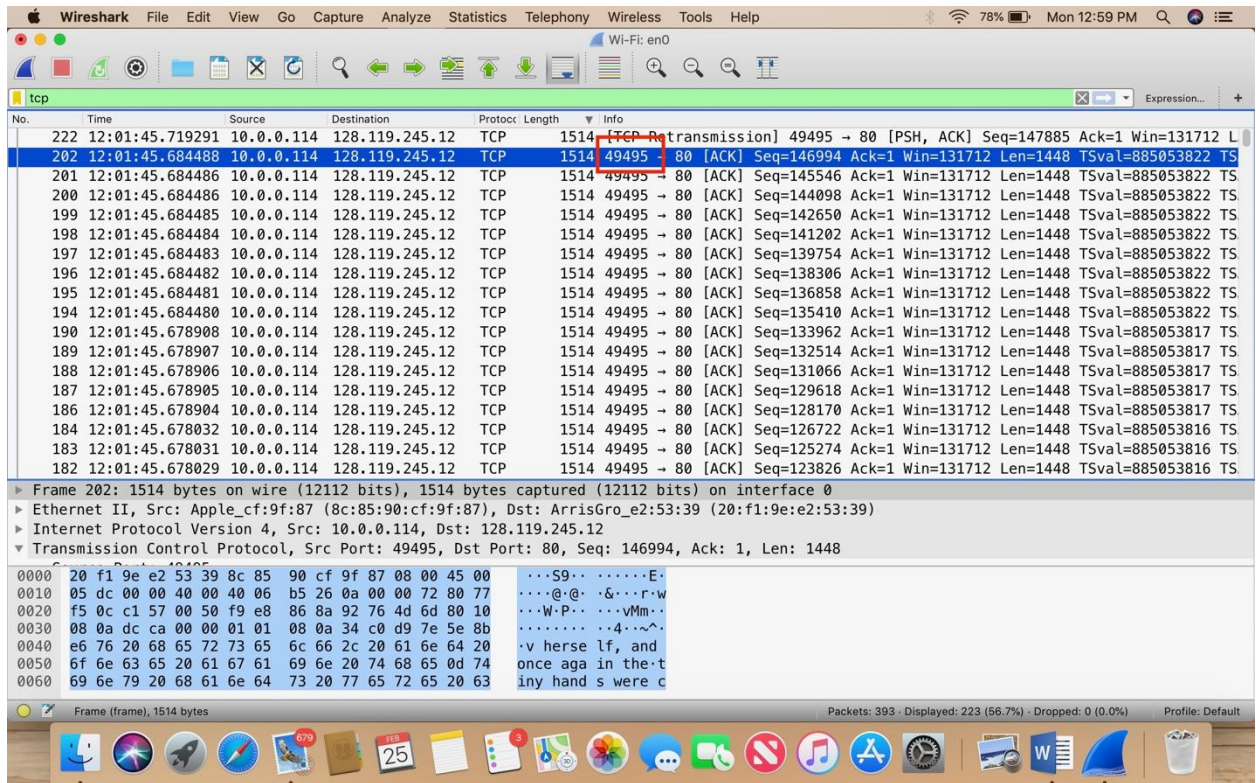 Wireshark File Edit View Go Capture Analyze Statistics Telephony Wireless Tools Help 78% Mon 12:59 PM
Wi-Fi: en0
tcp Expression... +
No. Time Source Destination Protocc Length Info
222 12:01:45.719291 10.0.0.114 128.119.245.12 TCP 1514 [TCP Retransmission] 49495 → 80 [PSH, ACK] Seq=147885 Ack=1 Win=131712 L
202 12:01:45.684488 10.0.0.114 128.119.245.12 TCP 1514 49495 → 80 [ACK] Seq=146994 Ack=1 Win=131712 Len=1448 TSval=885053822 TS
201 12:01:45.684486 10.0.0.114 128.119.245.12 TCP 1514 49495 → 80 [ACK] Seq=145546 Ack=1 Win=131712 Len=1448 TSval=885053822 TS
200 12:01:45.684486 10.0.0.114 128.119.245.12 TCP 1514 49495 → 80 [ACK] Seq=144098 Ack=1 Win=131712 Len=1448 TSval=885053822 TS
199 12:01:45.684485 10.0.0.114 128.119.245.12 TCP 1514 49495 → 80 [ACK] Seq=142650 Ack=1 Win=131712 Len=1448 TSval=885053822 TS
198 12:01:45.684484 10.0.0.114 128.119.245.12 TCP 1514 49495 → 80 [ACK] Seq=141202 Ack=1 Win=131712 Len=1448 TSval=885053822 TS
197 12:01:45.684483 10.0.0.114 128.119.245.12 TCP 1514 49495 → 80 [ACK] Seq=139754 Ack=1 Win=131712 Len=1448 TSval=885053822 TS
196 12:01:45.684482 10.0.0.114 128.119.245.12 TCP 1514 49495 → 80 [ACK] Seq=138306 Ack=1 Win=131712 Len=1448 TSval=885053822 TS
195 12:01:45.684481 10.0.0.114 128.119.245.12 TCP 1514 49495 → 80 [ACK] Seq=136858 Ack=1 Win=131712 Len=1448 TSval=885053822 TS
194 12:01:45.684480 10.0.0.114 128.119.245.12 TCP 1514 49495 → 80 [ACK] Seq=135410 Ack=1 Win=131712 Len=1448 TSval=885053822 TS
190 12:01:45.678908 10.0.0.114 128.119.245.12 TCP 1514 49495 → 80 [ACK] Seq=133962 Ack=1 Win=131712 Len=1448 TSval=885053817 TS
189 12:01:45.678907 10.0.0.114 128.119.245.12 TCP 1514 49495 → 80 [ACK] Seq=132514 Ack=1 Win=131712 Len=1448 TSval=885053817 TS
188 12:01:45.678906 10.0.0.114 128.119.245.12 TCP 1514 49495 → 80 [ACK] Seq=131066 Ack=1 Win=131712 Len=1448 TSval=885053817 TS
187 12:01:45.678905 10.0.0.114 128.119.245.12 TCP 1514 49495 → 80 [ACK] Seq=129618 Ack=1 Win=131712 Len=1448 TSval=885053817 TS
186 12:01:45.678904 10.0.0.114 128.119.245.12 TCP 1514 49495 → 80 [ACK] Seq=128170 Ack=1 Win=131712 Len=1448 TSval=885053817 TS
184 12:01:45.678032 10.0.0.114 128.119.245.12 TCP 1514 49495 → 80 [ACK] Seq=126722 Ack=1 Win=131712 Len=1448 TSval=885053816 TS
183 12:01:45.678031 10.0.0.114 128.119.245.12 TCP 1514 49495 → 80 [ACK] Seq=125274 Ack=1 Win=131712 Len=1448 TSval=885053816 TS
182 12:01:45.678029 10.0.0.114 128.119.245.12 TCP 1514 49495 → 80 [ACK] Seq=123826 Ack=1 Win=131712 Len=1448 TSval=885053816 TS
Frame 202: 1514 bytes on wire (12112 bits), 1514 bytes captured (12112 bits) on interface 0
Ethernet II, Src: Apple_cf:9f:87 (8c:85:90:cf:9f:87), Dst: ArrisGro_e2:53:39 (20:f1:9e:e2:53:39)
Internet Protocol Version 4, Src: 10.0.0.114, Dst: 128.119.245.12
Transmission Control Protocol, Src Port: 49495, Dst Port: 80, Seq: 146994, Ack: 1, Len: 1448
0000 20 f1 9e e2 53 39 8c 85 90 cf 9f 87 08 00 45 00 ···S9·· ······E·
0010 05 dc 00 00 40 00 40 06 b5 26 0a 00 00 72 80 77 ····@·@· ·&···r·w
0020 f5 0c c1 57 00 50 f9 e8 86 8a 92 76 4d 6d 80 10 ···W·P·· ···vMm··
0030 08 0a dc ca 00 00 01 01 08 0a 34 c0 d9 7e 5e 8b ········ ··4··~^·
0040 e6 76 20 68 65 72 73 65 6c 66 2c 20 61 6e 64 20 ·v herse lf, and
0050 6f 6e 63 65 20 61 67 61 69 6e 20 74 68 65 0d 74 once aga in the·t
0060 69 6e 79 20 68 61 6e 64 73 20 77 65 72 65 20 63 iny hand s were c
Frame (frame), 1514 bytes Packets: 393 · Displayed: 223 (56.7%) · Dropped: 0 (0.0%) Profile: Default
679 FEB 25 3 3D W